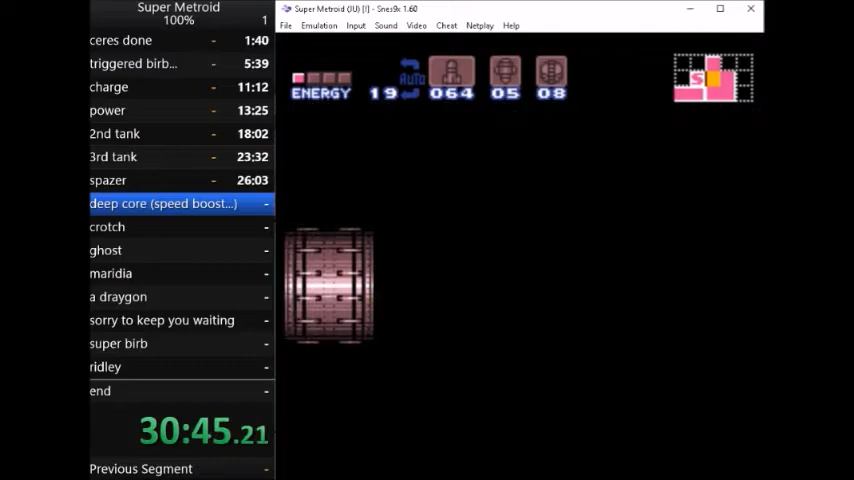 Super Metroid
100% 1
ceres done - 1:40
triggered birb... - 5:39
charge - 11:12
power - 13:25
2nd tank - 18:02
3rd tank - 23:32
spazer - 26:03
deep core (speed boost...) -
crotch -
ghost -
maridia -
a draygon -
sorry to keep you waiting -
super birb -
ridley -
end -
30:45.21
Previous Segment -
Super Metroid (JU) [!] - Snes9x 1.60
File Emulation Input Sound Video Cheat Netplay Help
AUTO
ENERGY 19 064 05 08
S